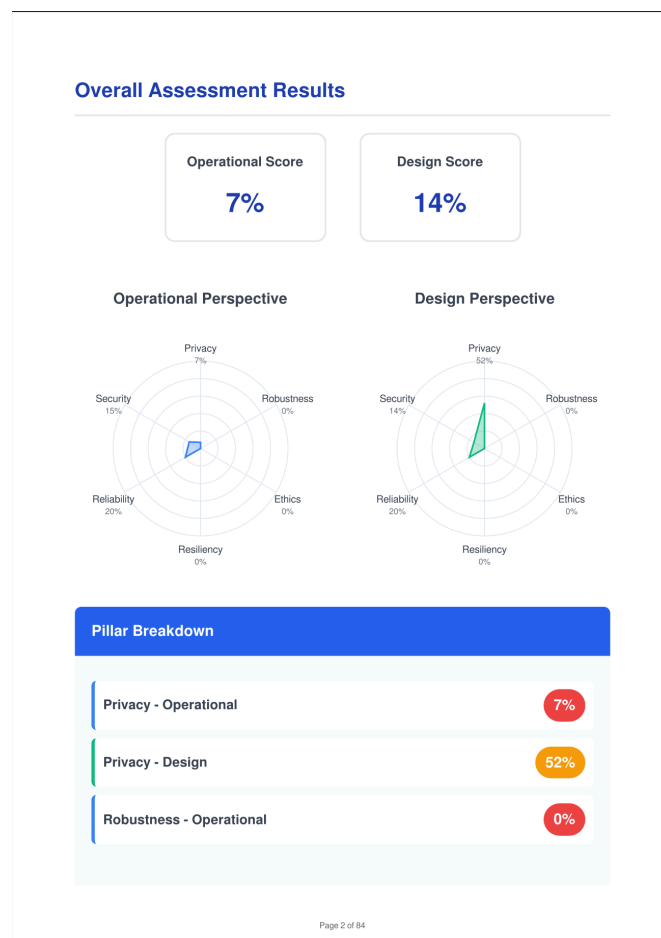 Overall Assessment Results
Operational Score
7%
Design Score
14%
Operational Perspective
Privacy
7%
Security
15%
Robustness
0%
Reliability
20%
Ethics
0%
Resiliency
0%
Design Perspective
Privacy
52%
Security
14%
Robustness
0%
Reliability
20%
Ethics
0%
Resiliency
0%
Pillar Breakdown
Privacy - Operational
7%
Privacy - Design
52%
Robustness - Operational
0%
Page 2 of 84